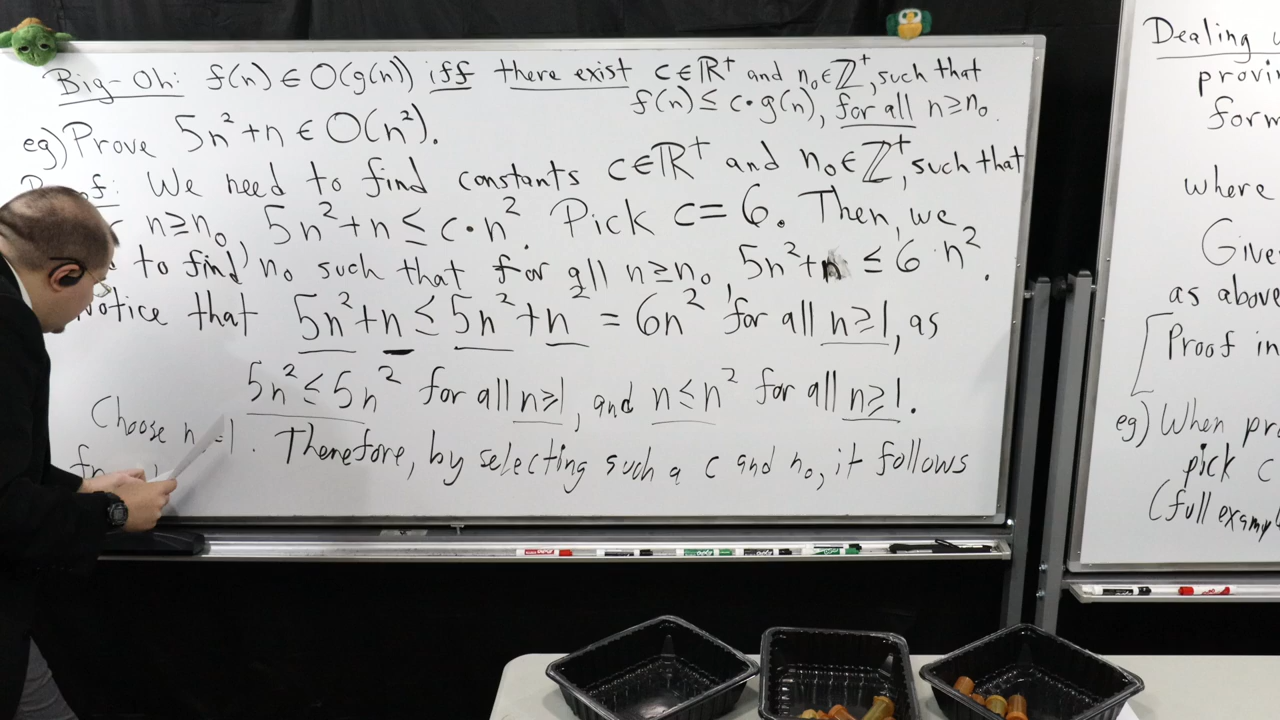 Big-Oh: f(n) ∈ O(g(n)) iff there exist c∈ℝ⁺ and n₀∈ℤ⁺, such that
f(n) ≤ c·g(n), for all n≥n₀.
eg) Prove 5n²+n ∈ O(n²).
We need to find constants c∈ℝ⁺ and n₀∈ℤ⁺, such that
n≥n₀, 5n²+n ≤ c·n². Pick c=6. Then, we
to find n₀ such that for all n≥n₀, 5n²+n ≤ 6·n².
Notice that 5n²+n ≤ 5n²+n² = 6n², for all n≥1, as
5n² ≤ 5n² for all n≥1, and n≤n² for all n≥1.
Choose n =1. Therefore, by selecting such a c and n₀, it follows
Dealing
provin
form
where
Give
as above
Proof in
eg) When pr
pick c
(full exampl